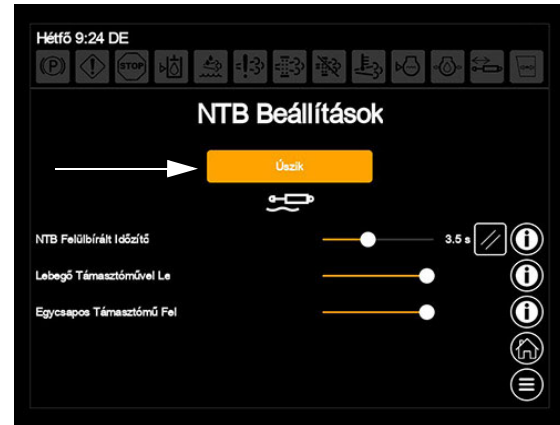 Hétfő 9:24 DE
STOP
NTB Beállítások
Úszik
NTB Felülbírált Időzítő 3.5 s
Lebegő Támasztóművel Le
Egycsapos Támasztómű Fel